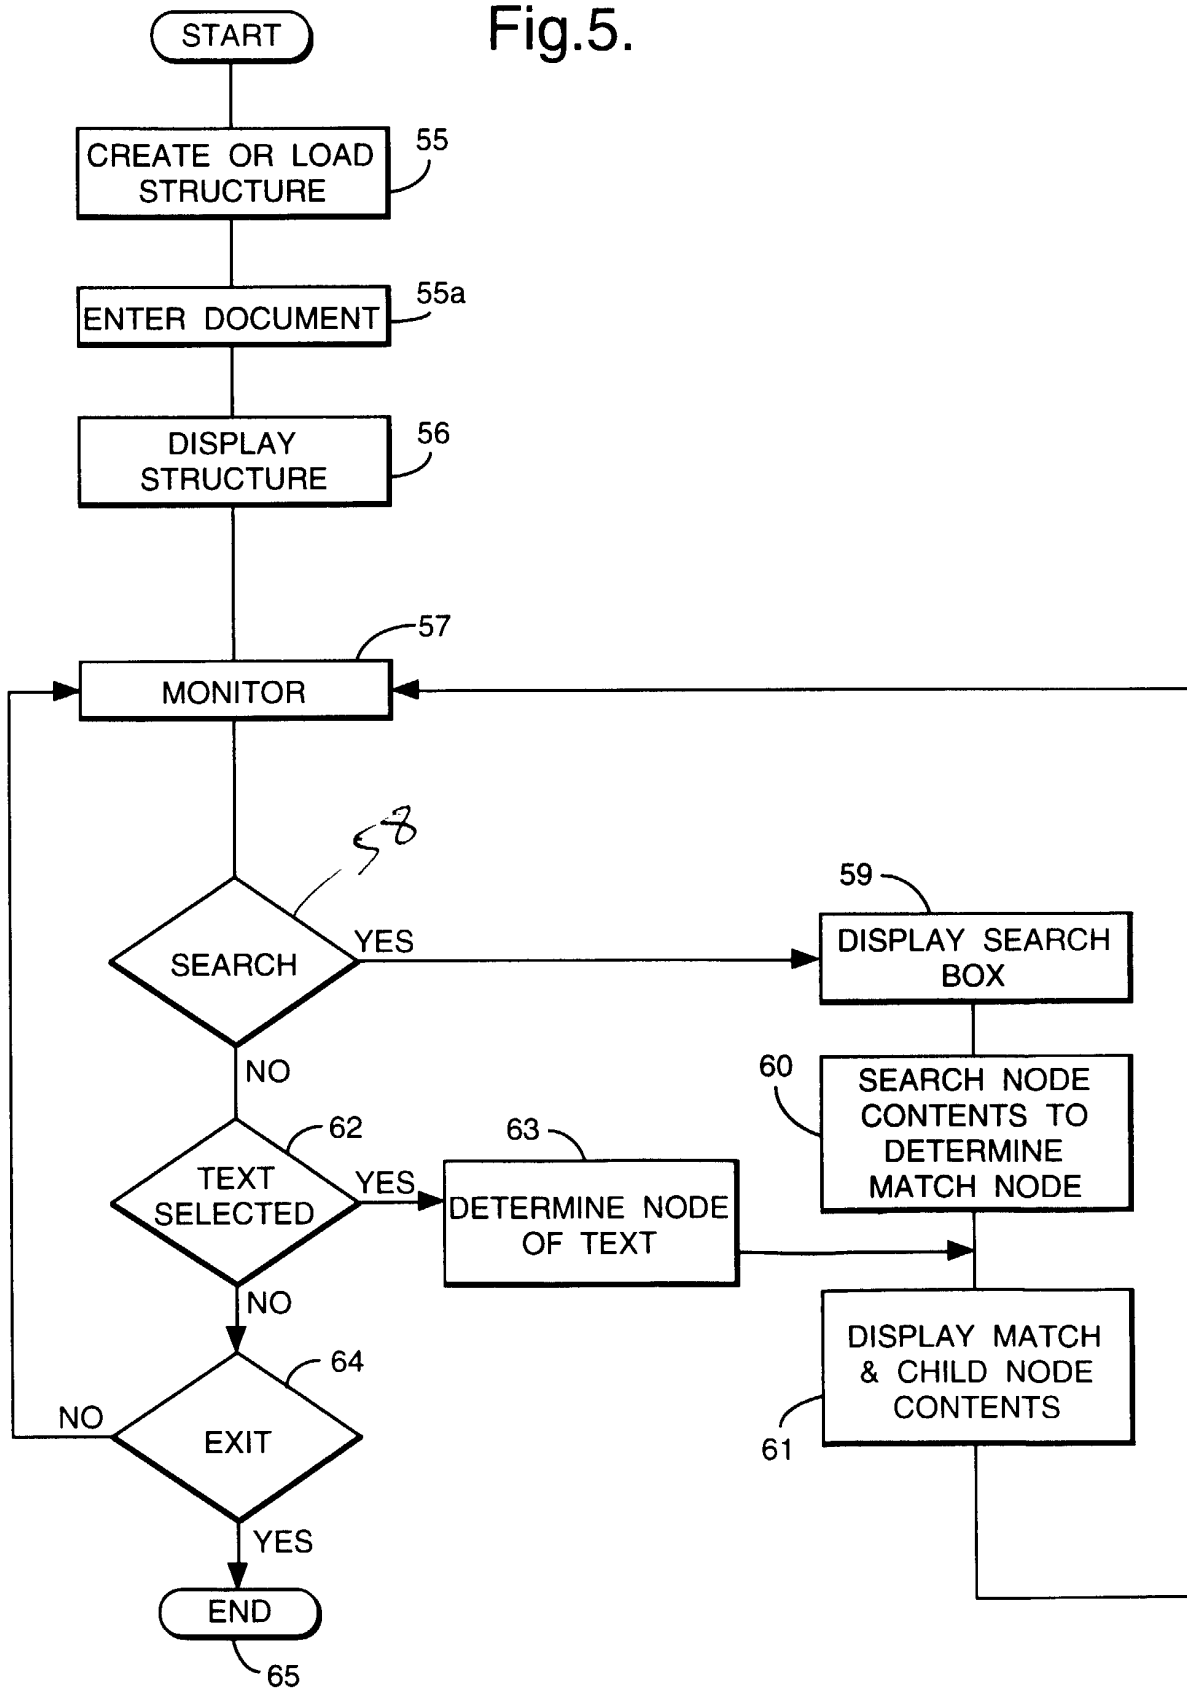 Fig.5.
START
CREATE OR LOAD
STRUCTURE
55
ENTER DOCUMENT
55a
DISPLAY
STRUCTURE
56
57
MONITOR
58
SEARCH
YES
NO
59
DISPLAY SEARCH
BOX
60
SEARCH NODE
CONTENTS TO
DETERMINE
MATCH NODE
62
TEXT
SELECTED
YES
NO
63
DETERMINE NODE
OF TEXT
DISPLAY MATCH
& CHILD NODE
CONTENTS
61
64
EXIT
NO
YES
END
65